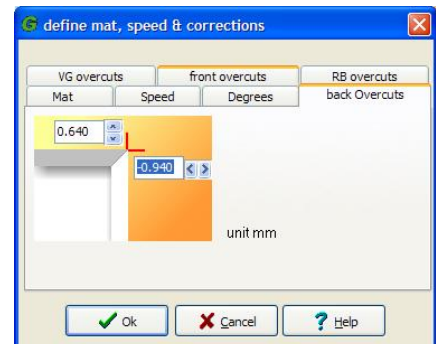 G define mat, speed & corrections
VG overcuts front overcuts RB overcuts
Mat Speed Degrees back Overcuts
0.640
-0.940
unit mm
Ok Cancel Help